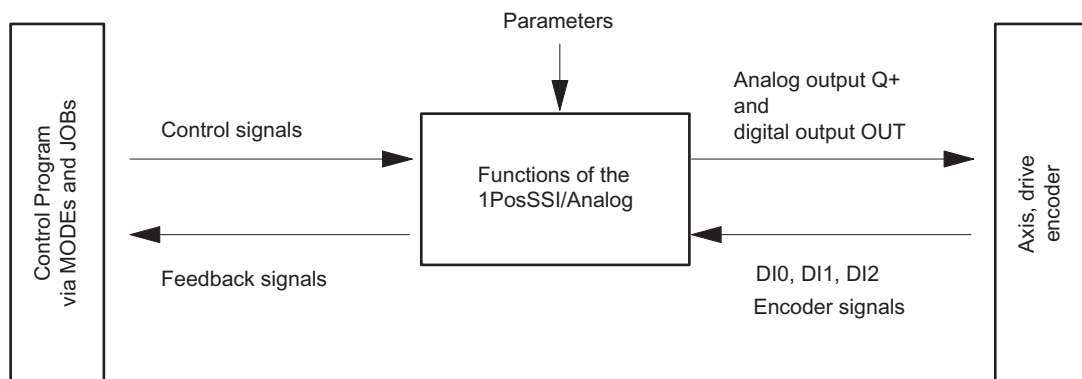 Parameters
Control Program
via MODEs and JOBs
Control signals
Feedback signals
Functions of the
1PosSSI/Analog
Analog output Q+
and
digital output OUT
DI0, DI1, DI2
Encoder signals
Axis, drive
encoder